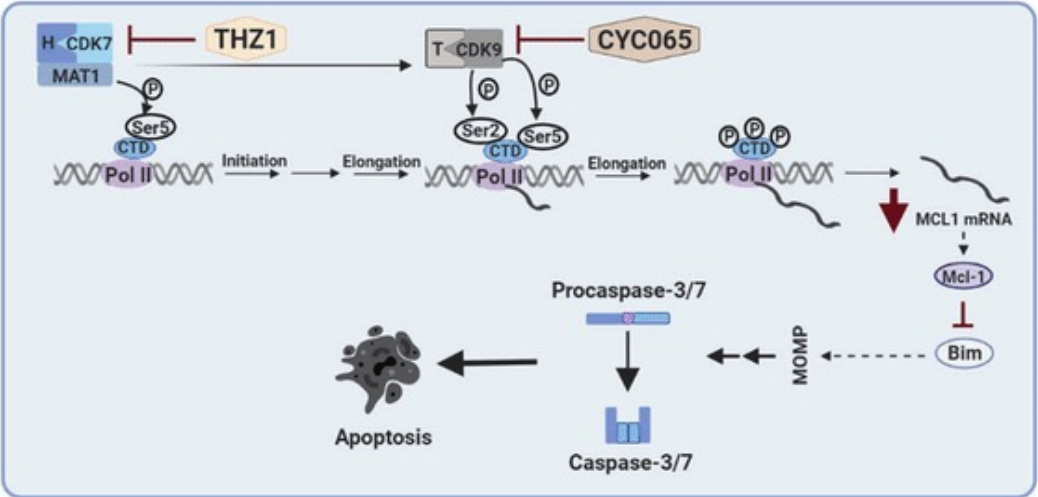 H CDK7
THZ1
T CDK9
CYC065
MAT1
P
P
P
Ser5
Ser2
Ser5
P P P
CTD
CTD
CTD
Pol II
Initiation
Elongation
Pol II
Elongation
Pol II
MCL1 mRNA
Mcl-1
Procaspase-3/7
Bim
MOMP
Apoptosis
Caspase-3/7